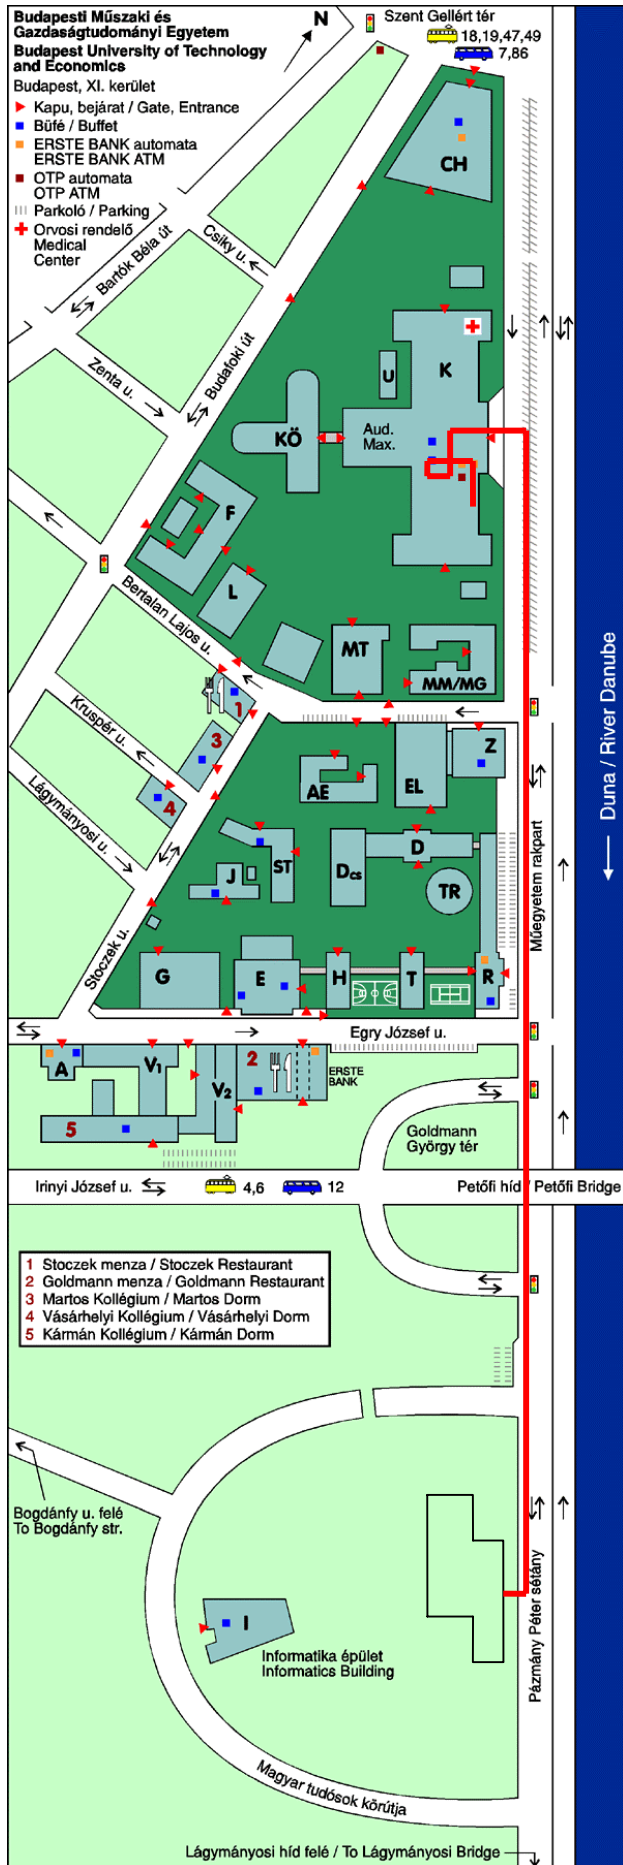 Budapesti Műszaki és
Gazdaságtudományi Egyetem
Budapest University of Technology
and Economics
Budapest, XI. kerület
Kapu, bejárat / Gate, Entrance
Büfé / Buffet
ERSTE BANK automata
ERSTE BANK ATM
OTP automata
OTP ATM
Parkoló / Parking
Orvosi rendelő
Medical
Center
N
Szent Gellért tér
18,19,47,49
7,86
CH
Bartók Béla út
Csiky u.
Budafoki út
Zenta u.
K
U
KÖ
Aud.
Max.
F
L
Bertalan Lajos u.
MT
MM/MG
1
Kruspér u.
3
4
Lágymányosi u.
Z
AE
EL
Duna / River Danube
Műegyetem rakpart
ST
J
D
Dcs
TR
Stoczek u.
G
E
H
T
R
Egry József u.
A
V1
V2
2
ERSTE
BANK
5
Goldmann
György tér
Irinyi József u.
4,6
12
Petőfi híd / Petőfi Bridge
1 Stoczek menza / Stoczek Restaurant
2 Goldmann menza / Goldmann Restaurant
3 Martos Kollégium / Martos Dorm
4 Vásárhelyi Kollégium / Vásárhelyi Dorm
5 Kármán Kollégium / Kármán Dorm
Bogdánfy u. felé
To Bogdánfy str.
Pázmány Péter sétány
I
Informatika épület
Informatics Building
Magyar tudósok körútja
Lágymányosi híd felé / To Lágymányosi Bridge